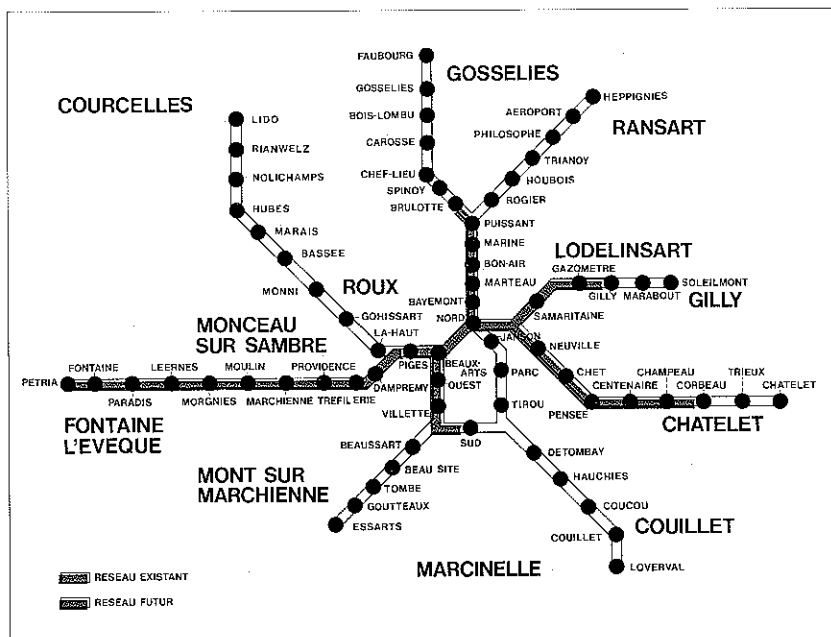 FAUBOURG
GOSSELIES
GOSSELIES
BOIS-LOMBU
CAROSSE
CHEF-LIEU
SPINOY
BRULOTTE
HEPPIGNIES
AEROPORT
RANSART
PHILOSOPHE
TRIANOY
HOUBOIS
ROGIER
PUISSANT
MARINE
BON-AIR
MARTEAU
BAYEMONT
NORD
COURCELLES
LIDO
RIANWELZ
NOLICHAMPS
HUBES
MARAIS
BASSEE
ROUX
MONNI
GOHISSART
LA-HAUT
LODELINSART
GAZOMETRE
GILLY
MARABOUT
SOLEILMONT
GILLY
SAMARITAINE
JANSON
NEUVILLE
CHET
PENSEE
CENTENAIRE
CHAMPEAU
CORBEAU
TRIEUX
CHATELET
CHATELET
MONCEAU
SUR SAMBRE
PETRIA
FONTAINE
PARADIS
LEERNES
MORGNIES
MOULIN
MARCHIENNE
PROVIDENCE
TREFILERIE
DAMPREMY
PIGES
FONTAINE
L'EVEQUE
BEAUX-
ARTS
OUEST
VILLETTE
PARC
TIROU
SUD
MONT SUR
MARCHIENNE
BEAUSSART
BEAU SITE
TOMBE
GOUTTEAUX
ESSARTS
DETOMBAY
HAUCHIES
COUCOU
COUILLET
COUILLET
LOVERVAL
MARCINELLE
RESEAU EXISTANT
RESEAU FUTUR